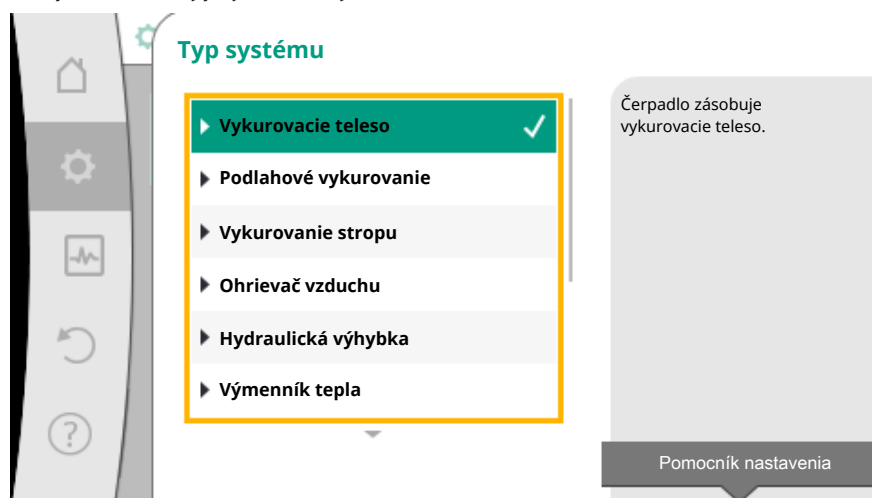 Typ systému
Vykurovacie teleso
Podlahové vykurovanie
Vykurovanie stropu
Ohrievač vzduchu
Hydraulická výhybka
Výmenník tepla
Čerpadlo zásobuje
vykurovacie teleso.
Pomocník nastavenia
?